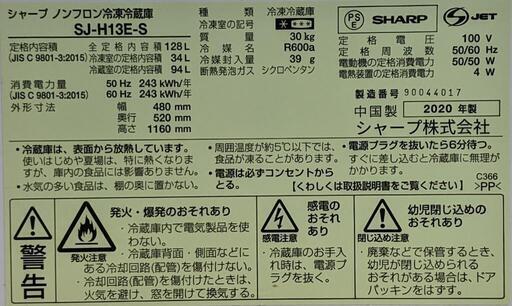 シャープ ノンフロン冷凍冷蔵庫
SJ-H13E-S
定格内容積 全定格内容積 128L
(JIS C 9801-3:2015) 冷凍室の定格内容積 34L
冷蔵室の定格内容積 94L
消費電力量 50 Hz 243 kWh/年
(JIS C 9801-3:2015) 60 Hz 243 kWh/年
外形寸法 幅 480 mm
奥行 520 mm
高さ 1160 mm
冷凍室の記号
質量 30 kg
冷媒名 R600a
冷媒封入量 39 g
断熱発泡ガス シクロペンタン
PS
E
SHARP
S JET
定格電圧 100 V
定格周波数 50/60 Hz
電動機の定格消費電力 50/50 W
電熱装置の定格消費電力 4 W
製造番号 90044017
中国製 2020 年製
シャープ株式会社
・冷蔵庫は、表面から放熱しています。
使いはじめや夏場は、特に熱くなりますが、庫内の食品には影響ありません。
・水気の多い食品は、棚の奥に置かない。
・周囲温度が約5℃以下では、食品が凍ることがあります。
・電源は必ずコンセントからとる。
・電源プラグを抜いたら6分待つ。
すぐに差し込むと冷蔵庫に無理がかかります。
【くわしくは取扱説明書をご覧ください】
C366
>PP<
警告
発火・爆発のおそれあり
発火注意
・冷蔵庫内で電気製品を使わない。
・冷蔵庫背面・側面などにある冷却回路(配管)を傷付けない。
・冷却回路(配管)を傷付けたときは、火気を避け、窓を開けて換気する。
感電のおそれあり
感電注意
・冷蔵庫のお手入れ時は、電源プラグを抜く。
幼児閉じ込めのおそれあり
閉じ込め注意
・廃棄などで保管するとき、幼児閉じ込めのおそれがある場合は、ドアパッキンをはずす。